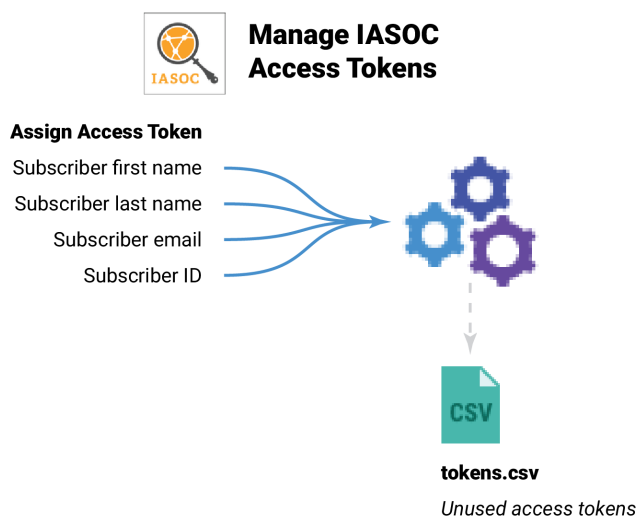 IASOC
Manage IASOC
Access Tokens
Assign Access Token
Subscriber first name
Subscriber last name
Subscriber email
Subscriber ID
CSV
tokens.csv
Unused access tokens